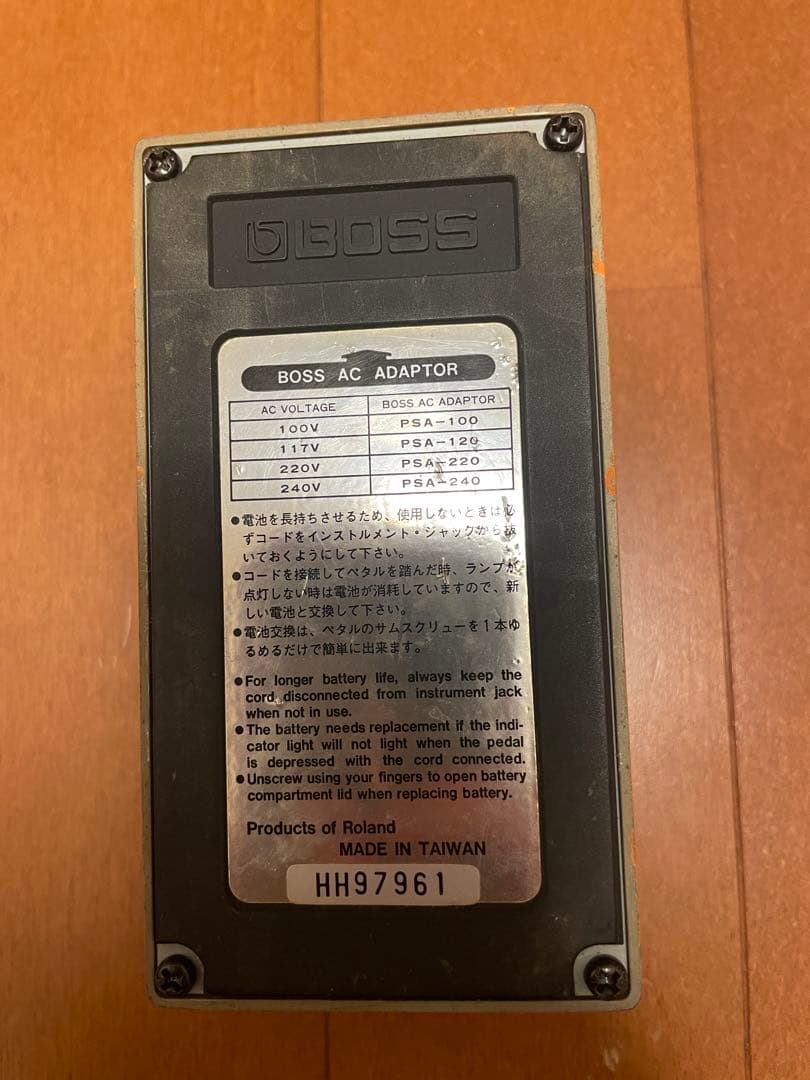 BOSS
BOSS AC ADAPTOR
AC VOLTAGE BOSS AC ADAPTOR
100V PSA-100
117V PSA-120
220V PSA-220
240V PSA-240
●電池を長持ちさせるため、使用しないときは必
ずコードをインストルメント・ジャックから抜
いておくようにして下さい。
●コードを接続してペタルを踏んだ時、ランプが
点灯しない時は電池が消耗していますので、新
しい電池と交換して下さい。
●電池交換は、ペタルのサムスクリューを1本ゆ
るめるだけで簡単に出来ます。
●For longer battery life, always keep the
cord disconnected from instrument jack
when not in use.
●The battery needs replacement if the indi-
cator light will not light when the pedal
is depressed with the cord connected.
●Unscrew using your fingers to open battery
compartment lid when replacing battery.
Products of Roland
MADE IN TAIWAN
HH97961